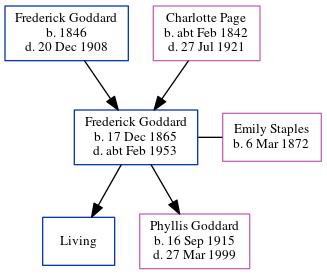 Frederick Goddard
b. 1846
d. 20 Dec 1908
Charlotte Page
b. abt Feb 1842
d. 27 Jul 1921
Frederick Goddard
b. 17 Dec 1865
d. abt Feb 1953
Emily Staples
b. 6 Mar 1872
Living
Phyllis Goddard
b. 16 Sep 1915
d. 27 Mar 1999